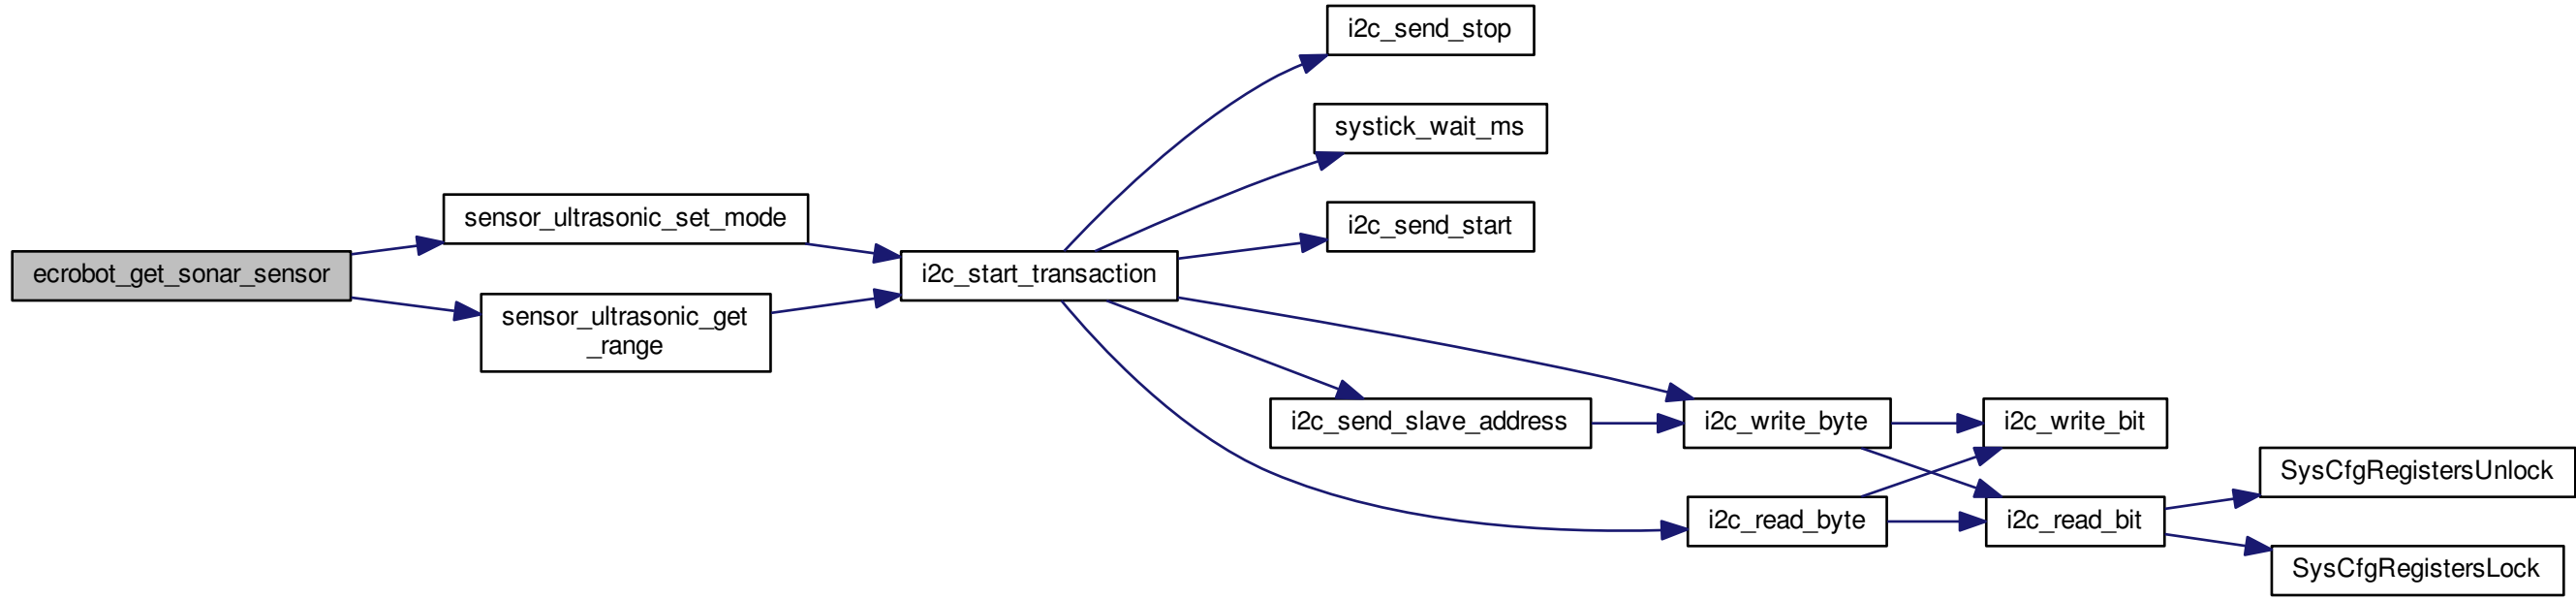 ecrobot_get_sonar_sensor
sensor_ultrasonic_set_mode
sensor_ultrasonic_get
_range
i2c_start_transaction
i2c_send_stop
systick_wait_ms
i2c_send_start
i2c_send_slave_address
i2c_write_byte
i2c_read_byte
i2c_write_bit
i2c_read_bit
SysCfgRegistersUnlock
SysCfgRegistersLock